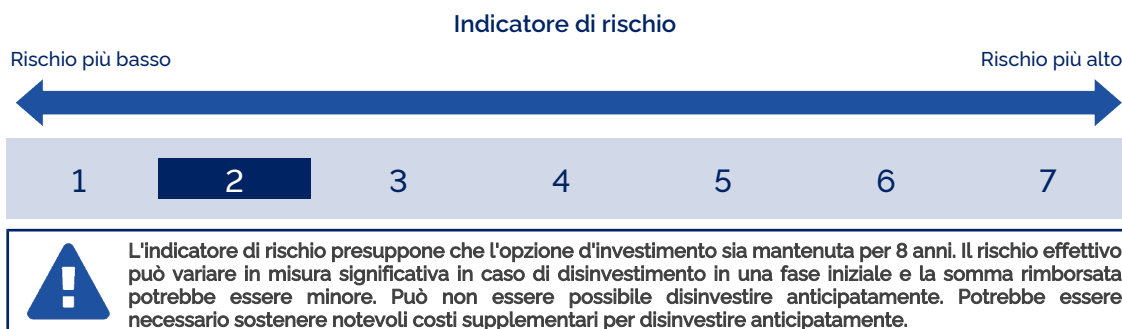 Indicatore di rischio
Rischio più basso
Rischio più alto
1 2 3 4 5 6 7
L'indicatore di rischio presuppone che l'opzione d'investimento sia mantenuta per 8 anni. Il rischio effettivo
può variare in misura significativa in caso di disinvestimento in una fase iniziale e la somma rimborsata
potrebbe essere minore. Può non essere possibile disinvestire anticipatamente. Potrebbe essere
necessario sostenere notevoli costi supplementari per disinvestire anticipatamente.